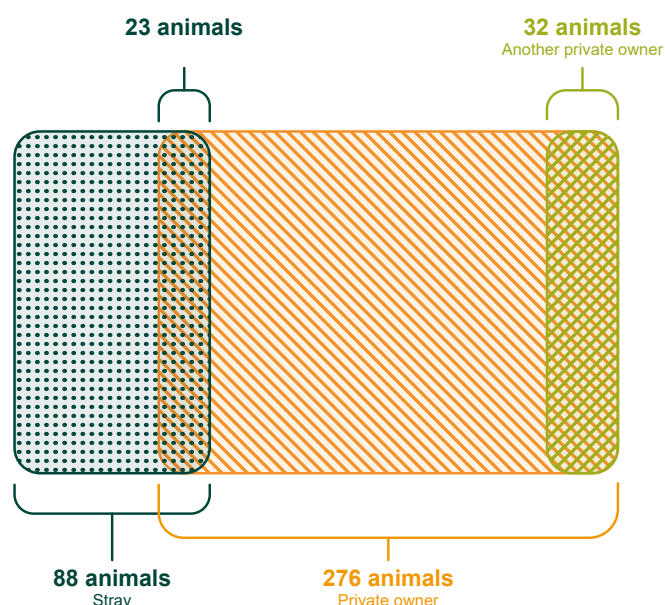 23 animals
32 animals
Another private owner
88 animals
Stray
276 animals
Private owner